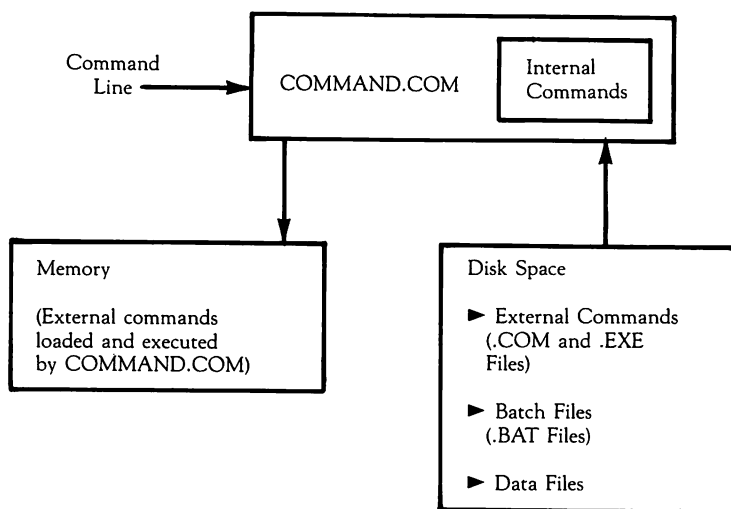 Command
Line
COMMAND.COM
Internal
Commands
Memory
(External commands
loaded and executed
by COMMAND.COM)
Disk Space
► External Commands
(.COM and .EXE
Files)
► Batch Files
(.BAT Files)
► Data Files